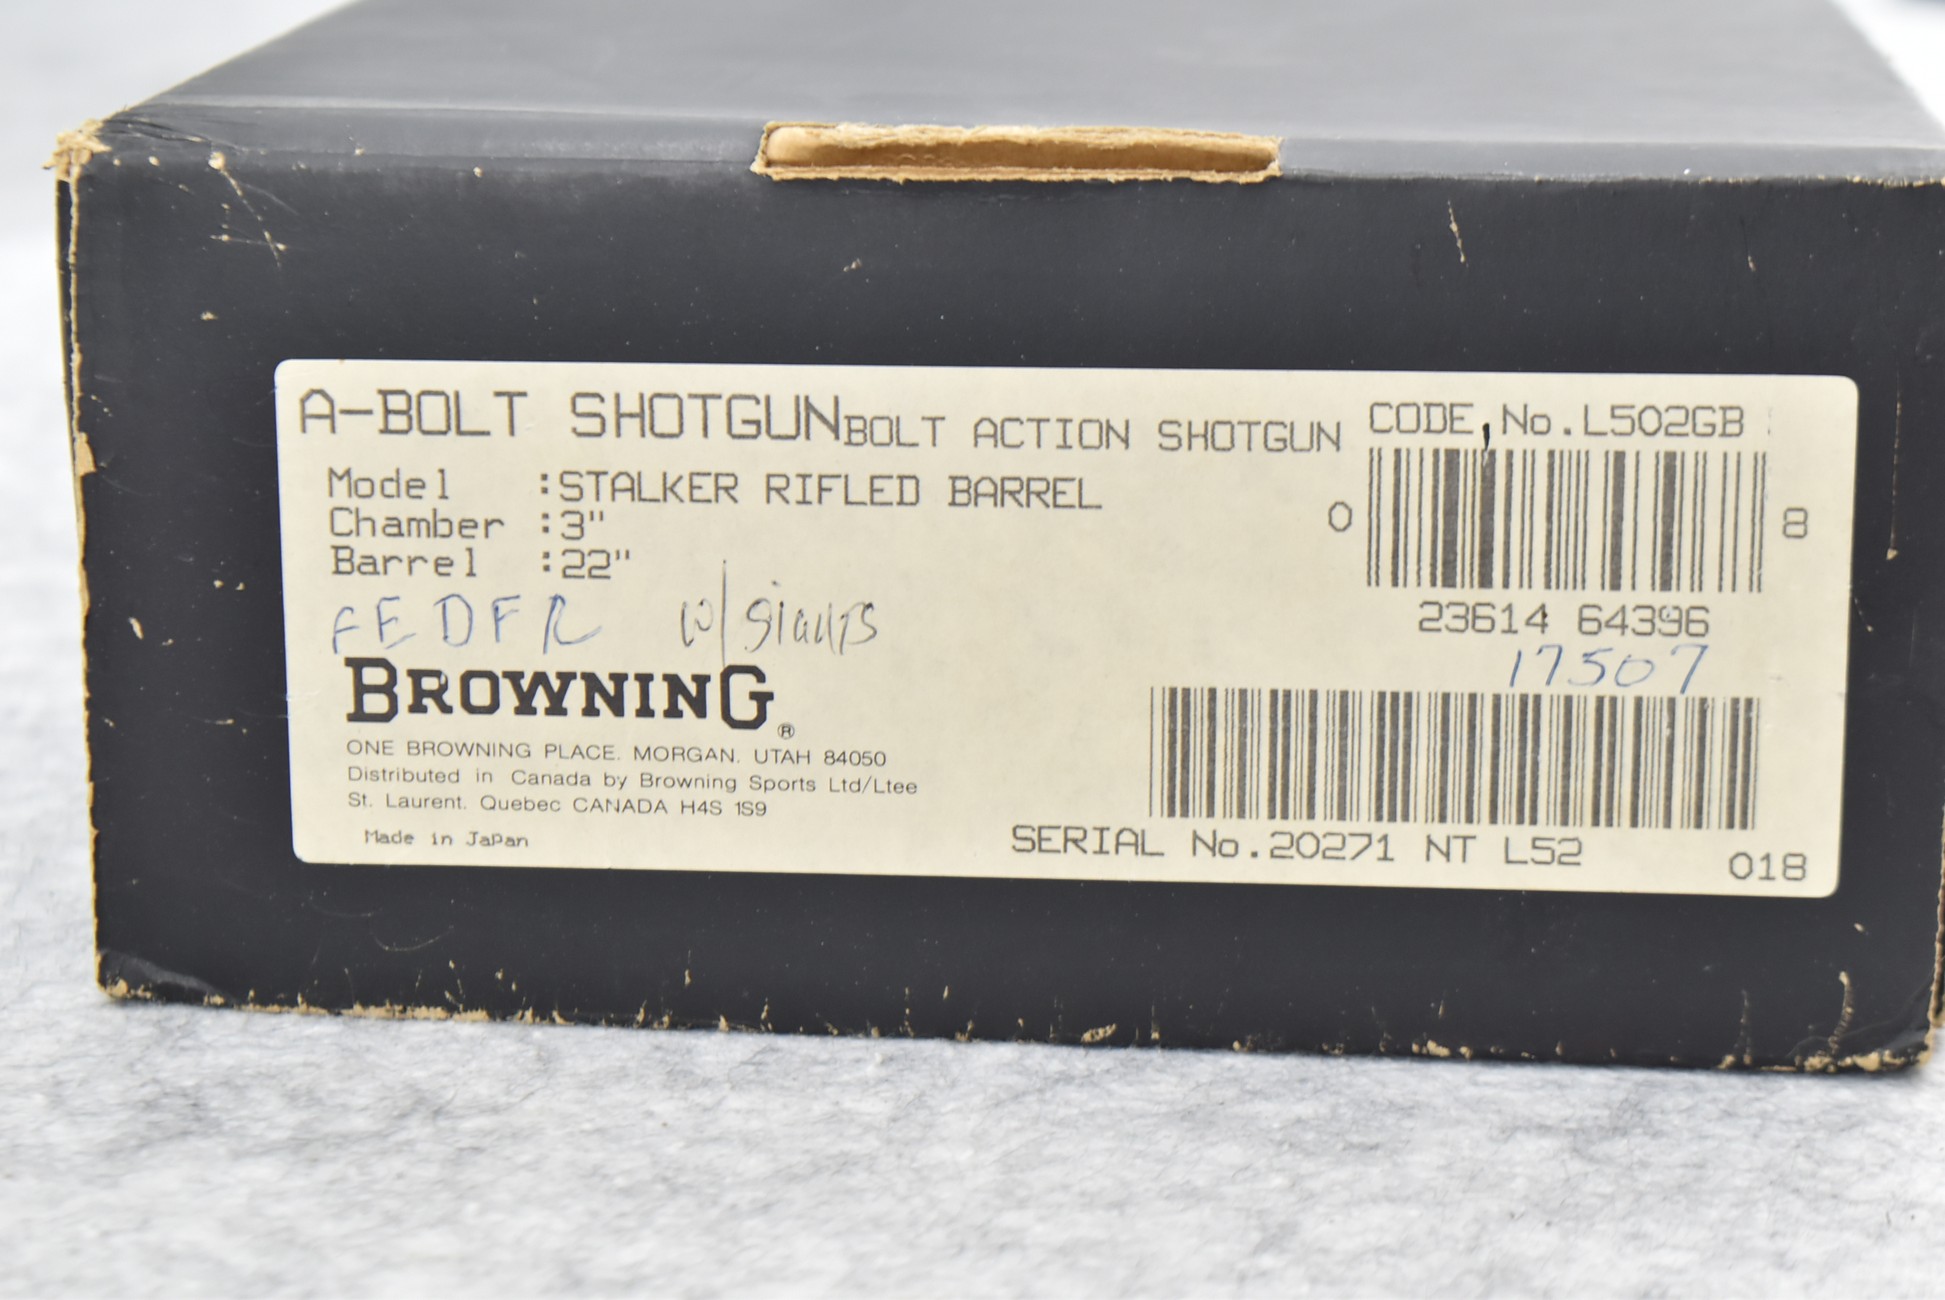 A-BOLT SHOTGUN BOLT ACTION SHOTGUN
CODE No.L502GB
Model :STALKER RIFLED BARREL
Chamber :3"
Barrel :22"
0 8
23614 64396
FEDFR w/
17507
BROWNING®
ONE BROWNING PLACE. MORGAN. UTAH 84050
Distributed in Canada by Browning Sports Ltd/Ltee
St. Laurent. Quebec CANADA H4S 1S9
Made in Japan
SERIAL No.20271 NT L52
018